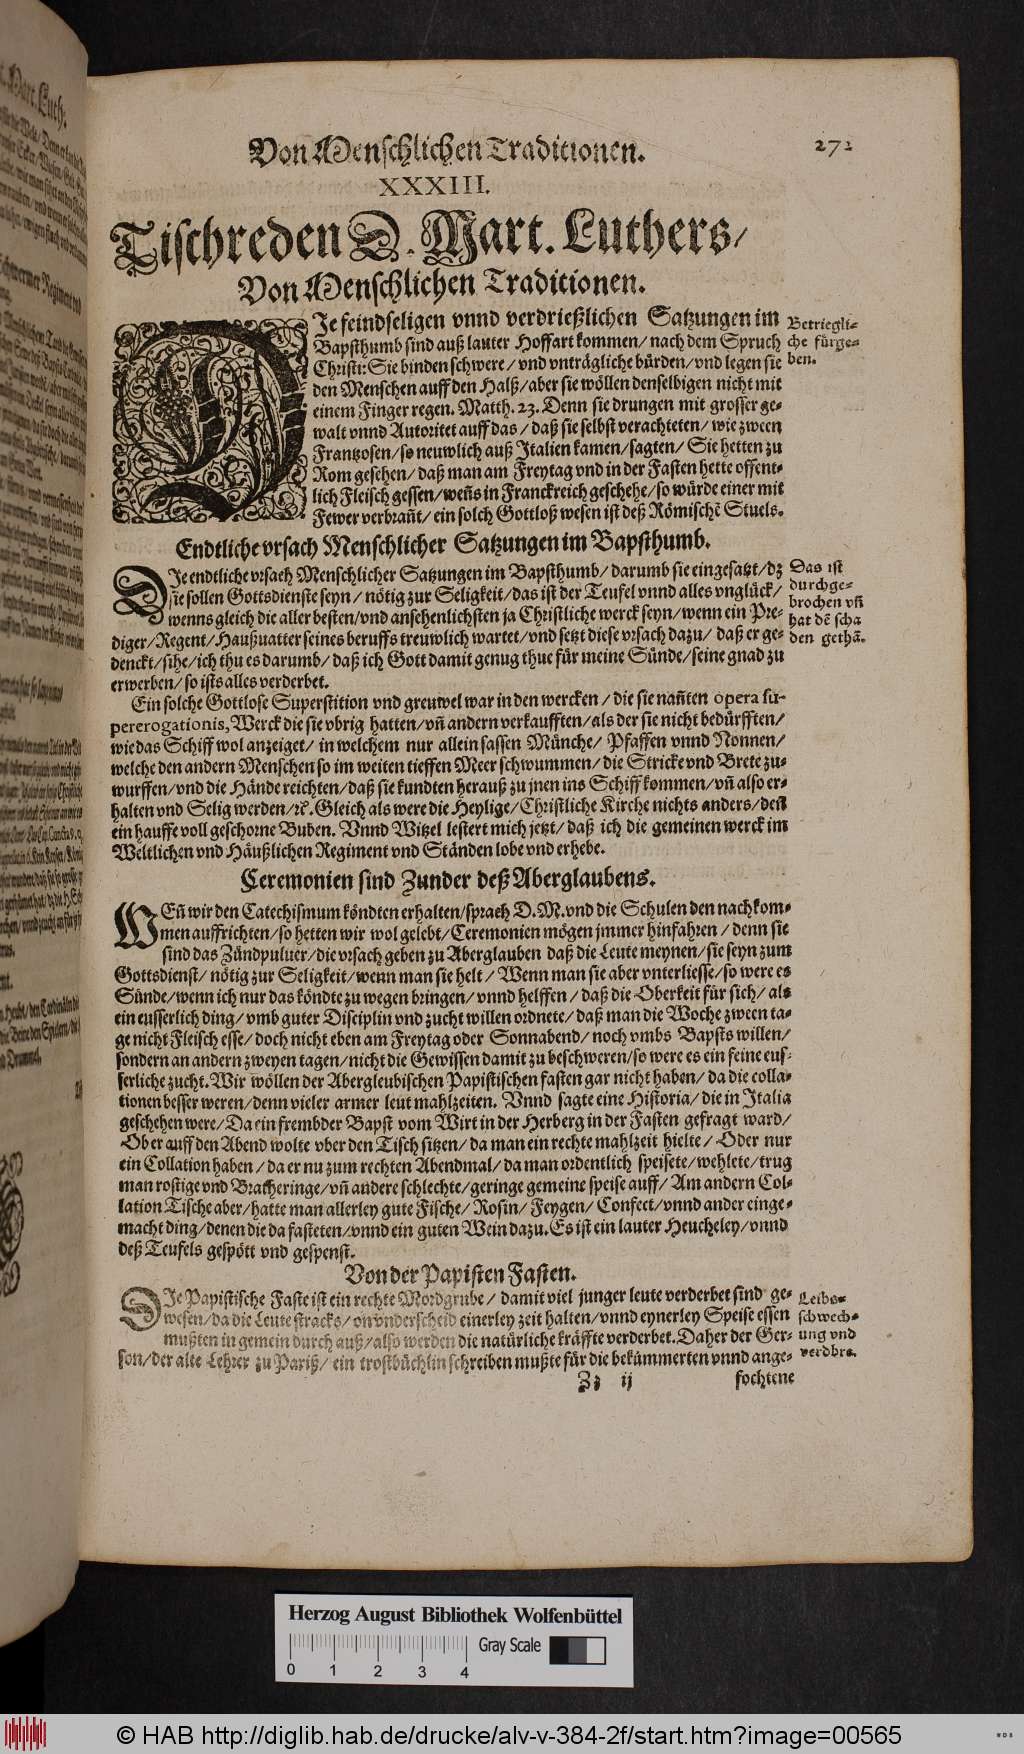 Von Menschlichen Traditionen.
272
XXXIII.
Tischreden D. Mart. Luthers/
Von Menschlichen Traditionen.
DIe feindseligen vnnd verdrießlichen Satzungen im
Bapsthumb sind auß lauter Hoffart kommen/ nach dem Spruch
Christi: Sie binden schwere/ vnd vnträgliche bürden/ vnd legen sie
den Menschen auff den Halß/ aber sie wöllen denselbigen nicht mit
einem Finger regen. Matth. 23. Denn sie drungen mit grosser ge-
walt vnnd Autoritet auff das/ daß sie selbst verachteten/ wie zween
Frantzosen/ so neuwlich auß Italien kamen/ sagten/ Sie hetten zu
Rom gesehen/ daß man am Freytag vnd in der Fasten hette offent-
lich Fleisch gessen/ weñs in Franckreich geschehe/ so würde einer mit
Fewer verbrañt/ ein solch Gottloß wesen ist deß Römischẽ Stuels.
Betriegli-
che fürge-
ben.
Endtliche vrsach Menschlicher Satzungen im Bapsthumb.
DIe endtliche vrsach Menschlicher Satzungen im Bapsthumb/ darumb sie eingesatzt/ dz
sie sollen Gottsdienste seyn/ nötig zur Seligkeit/ das ist der Teufel vnnd alles vnglück/
wenns gleich die aller besten/ vnd ansehenlichsten ja Christliche werck seyn/ wenn ein Pre-
diger/ Regent/ Haußuatter seines beruffs treuwlich wartet/ vnd setzt diese vrsach dazu/ daß er ge-
denckt/ sihe/ ich thu es darumb/ daß ich Gott damit genug thue für meine Sünde/ seine gnad zu
erwerben/ so ists alles verderbet.
Das ist
durchge-
brochen vñ
hat dẽ scha
den gethã.
Ein solche Gottlose Superstition vnd greuwel war in den wercken/ die sie nañten opera su-
pererogationis, Werck die sie vbrig hatten/ vñ andern verkaufften/ als der sie nicht bedürfften/
wie das Schiff wol anzeiget/ in welchem nur allein sassen Münche/ Pfaffen vnnd Nonnen/
welche den andern Menschen so im weiten tieffen Meer schwummen/ die Stricke vnd Brete zu-
wurffen/ vnd die Hände reichten/ daß sie kundten herauß zu jnen ins Schiff kommen/ vñ also er-
halten vnd Selig werden/ ꝛc. Gleich als were die Heylige/ Christliche Kirche nichts anders/ deñ
ein hauffe voll geschorne Buden. Vnnd Witzel lestert mich jetzt/ daß ich die gemeinen werck im
Weltlichen vnd Häußlichen Regiment vnd Ständen lobe vnd erhebe.
Ceremonien sind Zunder deß Aberglaubens.
WEñ wir den Catechismum köndten erhalten/ sprach D. M. vnd die Schulen den nachkom-
men auffrichten/ so hetten wir wol gelebt/ Ceremonien mögen jmmer hinfahren/ denn sie
sind das Zündpuluer/ die vrsach geben zu Aberglauben daß die Leute meynen/ sie seyn zum
Gottsdienst/ nötig zur Seligkeit/ wenn man sie helt/ Wenn man sie aber vnterliesse/ so were es
Sünde/ wenn ich nur das köndte zu wegen bringen/ vnnd helffen/ daß die Oberkeit für sich/ als
ein eusserlich ding/ vmb guter Disciplin vnd zucht willen ordnete/ daß man die Woche zween ta-
ge nicht Fleisch esse/ doch nicht eben am Freytag oder Sonnabend/ noch vmbs Bapsts willen/
sondern an andern zweyen tagen/ nicht die Gewissen damit zu beschweren/ so were es ein feine eus-
serliche zucht. Wir wöllen der Abergleubischen Papistischen fasten gar nicht haben/ da die colla-
tionen besser weren/ denn vieler armer leut mahlzeiten. Vnnd sagte eine Historia/ die in Italia
geschehen were/ Da ein frembder Bapst vom Wirt in der Herberg in der Fasten gefragt ward/
Ober auff den Abend wolte vber den Tisch sitzen/ da man ein rechte mahlzeit hielte/ Oder nur
ein Collation haben/ da er nu zum rechten Abendmal/ da man ordentlich speisete/ wehlete/ trug
man rostige vnd Bratheringe/ vñ andere schlechte/ geringe gemeine speise auff/ Am andern Col-
lation Tische aber/ hatte man allerley gute Fische/ Rosin/ Feygen/ Confect/ vnnd ander einge-
macht ding/ denen die da fasteten/ vnnd ein guten Wein dazu. Es ist ein lauter Heucheley/ vnnd
deß Teufels gespött vnd gespenst.
Von der Papisten Fasten.
DIe Papistische Faste ist ein rechte Mordgrube/ damit viel junger leute verderbet sind ge-
wesen/ da die Leute stracks/ on vnderscheid einerley zeit halten/ vnnd eynerley Speise essen
mußten in gemein durch auß/ also werden die natürliche kräffte verderbet. Daher der Ger-
son/ der alte Lehrer zu Pariß/ ein trostbüchlin schreiben mußte für die bekümmerten vnnd ange-
Leibs-
schwech-
ung vnd
verdbre.
Zz ij
fochtene
Herzog August Bibliothek Wolfenbüttel
Gray Scale
0 1 2 3 4
© HAB http://diglib.hab.de/drucke/alv-v-384-2f/start.htm?image=00565